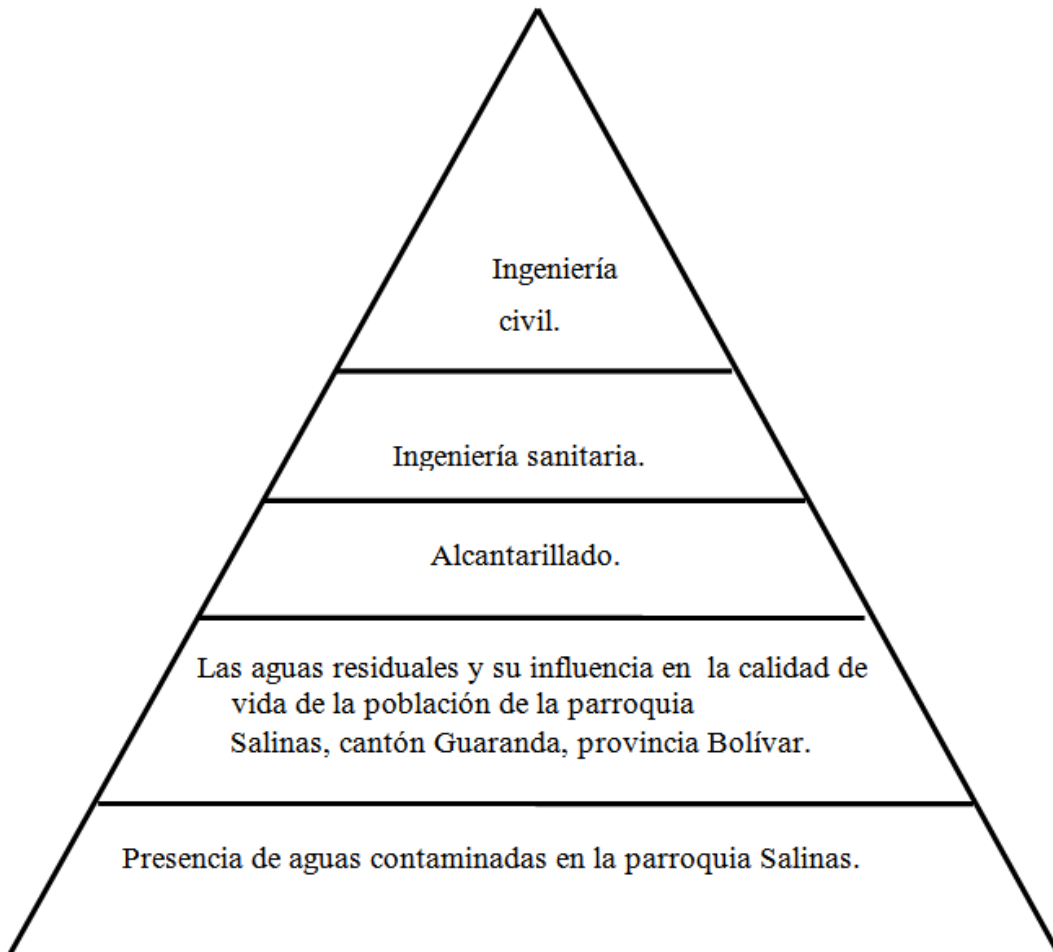 Ingeniería
civil.
Ingeniería sanitaria.
Alcantarillado.
Las aguas residuales y su influencia en la calidad de
vida de la población de la parroquia
Salinas, cantón Guaranda, provincia Bolívar.
Presencia de aguas contaminadas en la parroquia Salinas.